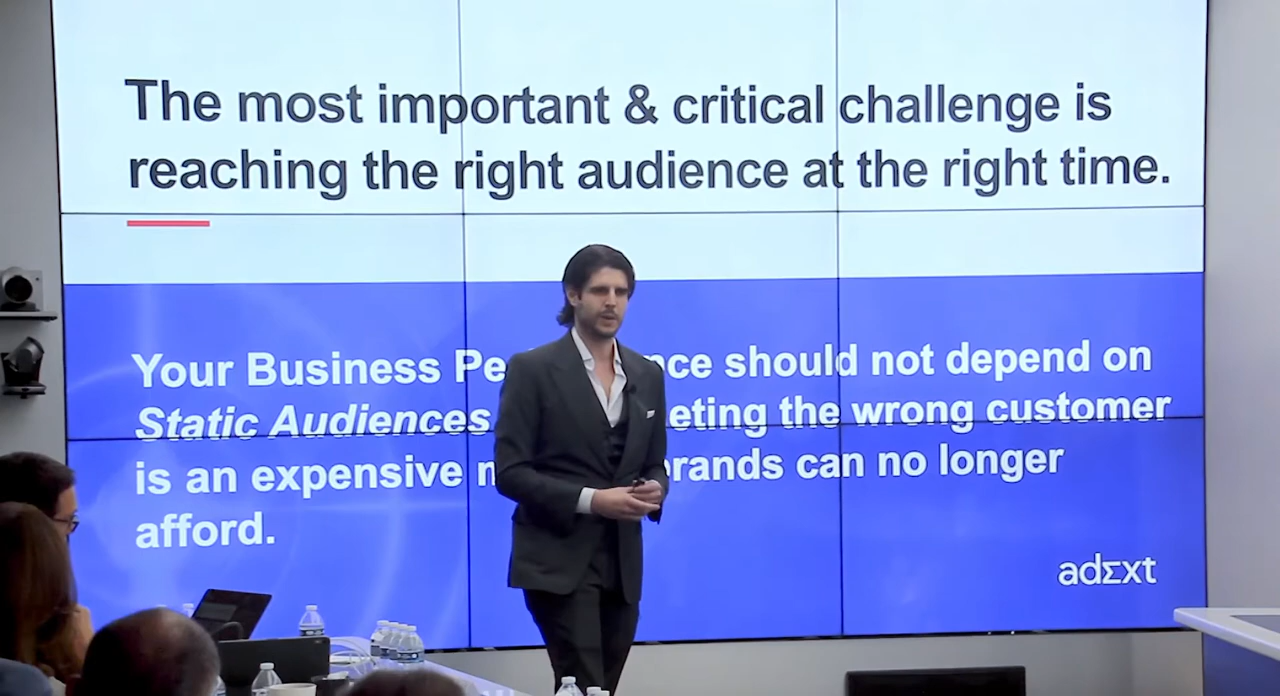 The most important & critical challenge is
reaching the right audience at the right time.
Your Business Pe nce should not depend on
Static Audiences eting the wrong customer
is an expensive brands can no longer
afford.
adΣxt